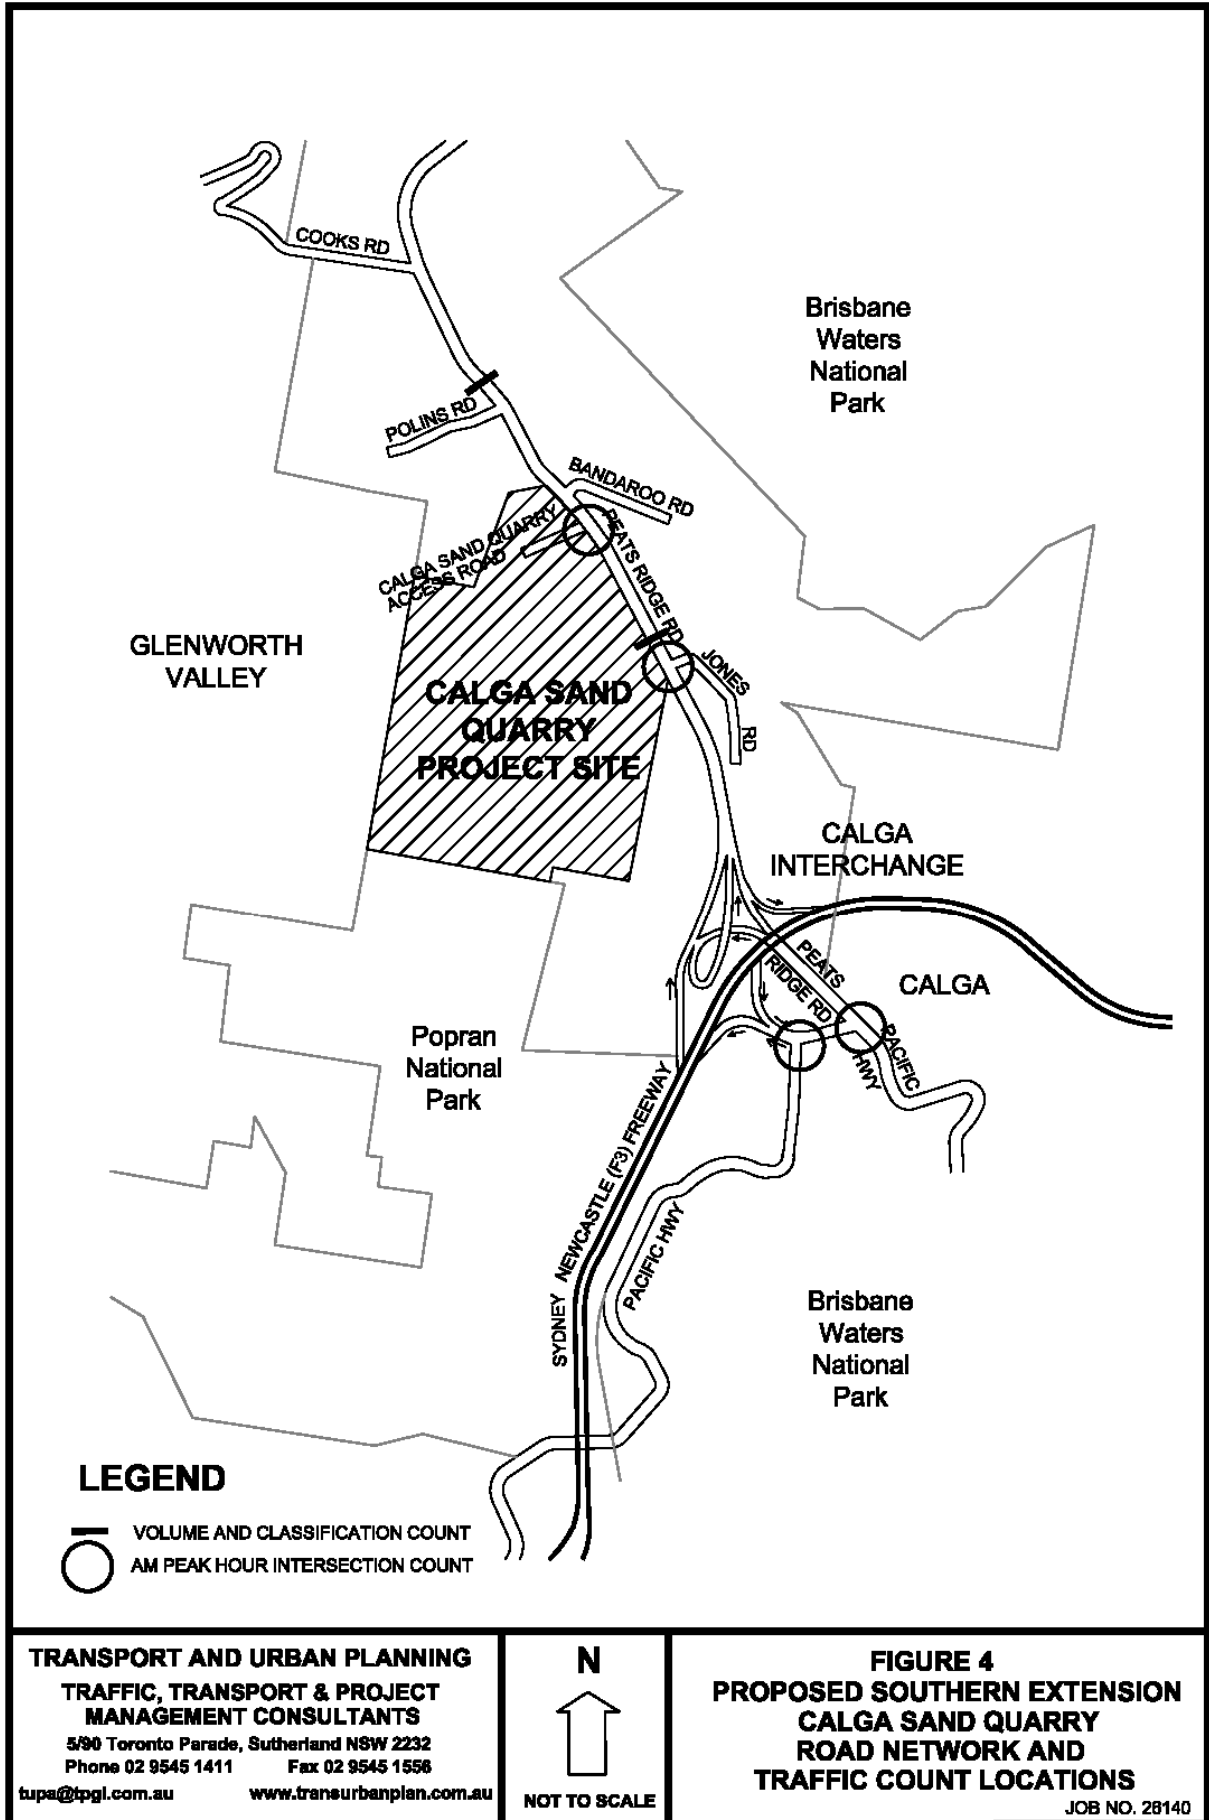 COOKS RD
Brisbane
Waters
National
Park
POLINS RD
BANDAROO RD
CALGA SAND QUARRY
ACCESS ROAD
PEATS RIDGE RD
GLENWORTH
VALLEY
JONES
RD
CALGA SAND
QUARRY
PROJECT SITE
CALGA
INTERCHANGE
PEATS
RIDGE RD
CALGA
PACIFIC
HWY
Popran
National
Park
SYDNEY NEWCASTLE (F3) FREEWAY
PACIFIC HWY
Brisbane
Waters
National
Park
LEGEND
VOLUME AND CLASSIFICATION COUNT
AM PEAK HOUR INTERSECTION COUNT
TRANSPORT AND URBAN PLANNING
TRAFFIC, TRANSPORT & PROJECT
MANAGEMENT CONSULTANTS
5/90 Toronto Parade, Sutherland NSW 2232
Phone 02 9545 1411 Fax 02 9545 1556
tupa@tpgl.com.au www.transurbanplan.com.au
N
NOT TO SCALE
FIGURE 4
PROPOSED SOUTHERN EXTENSION
CALGA SAND QUARRY
ROAD NETWORK AND
TRAFFIC COUNT LOCATIONS
JOB NO. 28140